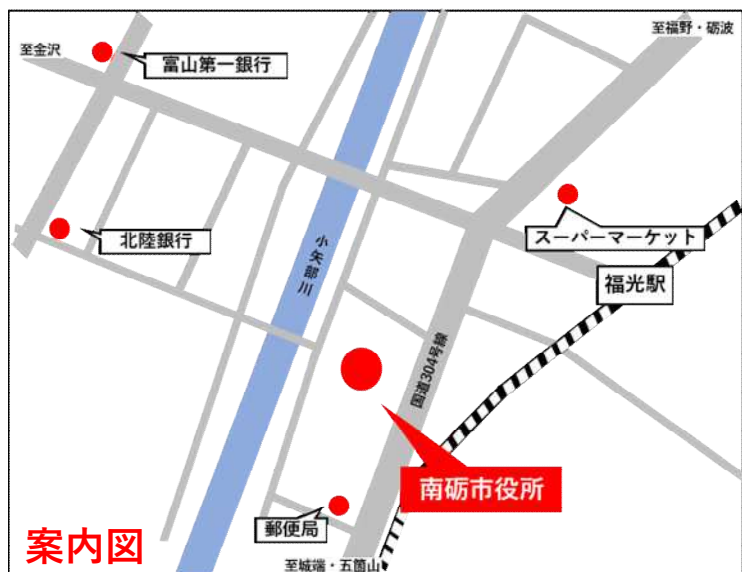 至金沢
富山第一銀行
至福野・砺波
北陸銀行
スーパーマーケット
小矢部川
福光駅
国道304号線
南砺市役所
郵便局
案内図
至城端・五箇山